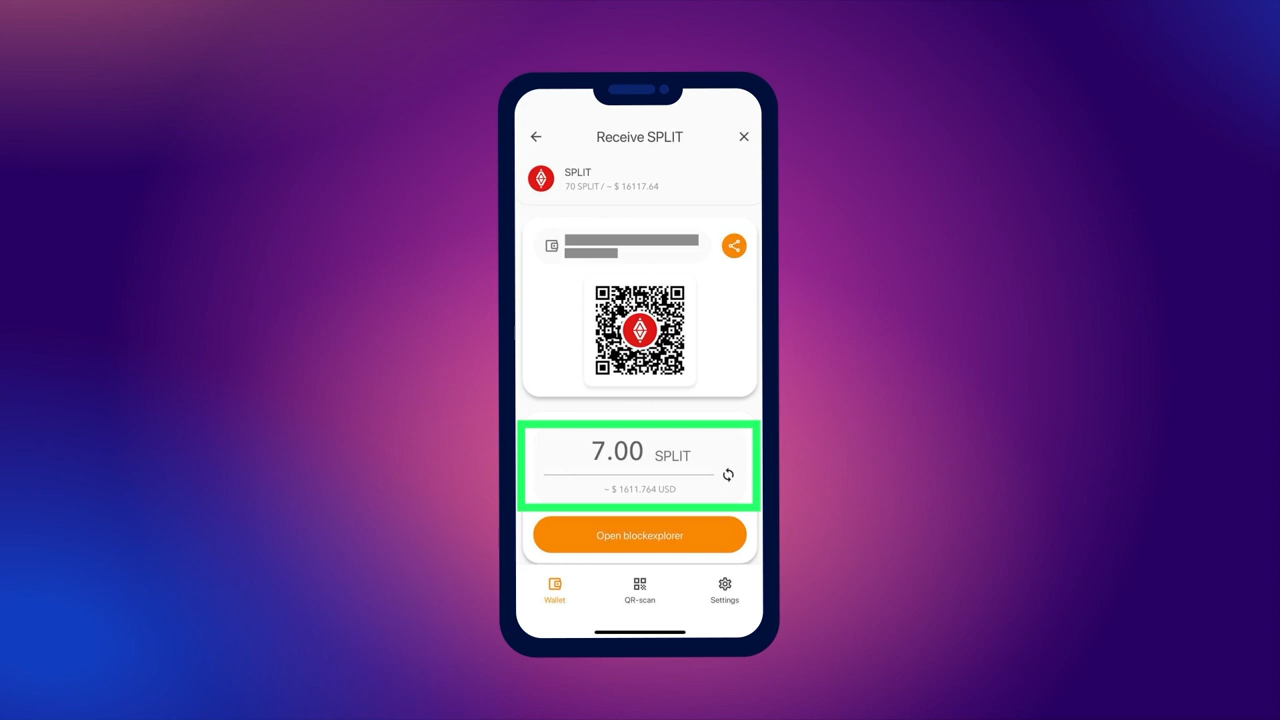 Receive SPLIT
SPLIT
70 SPLIT / ~ $ 16117.64
7.00 SPLIT
~ $ 1611.764 USD
Open blockexplorer
Wallet QR-scan Settings